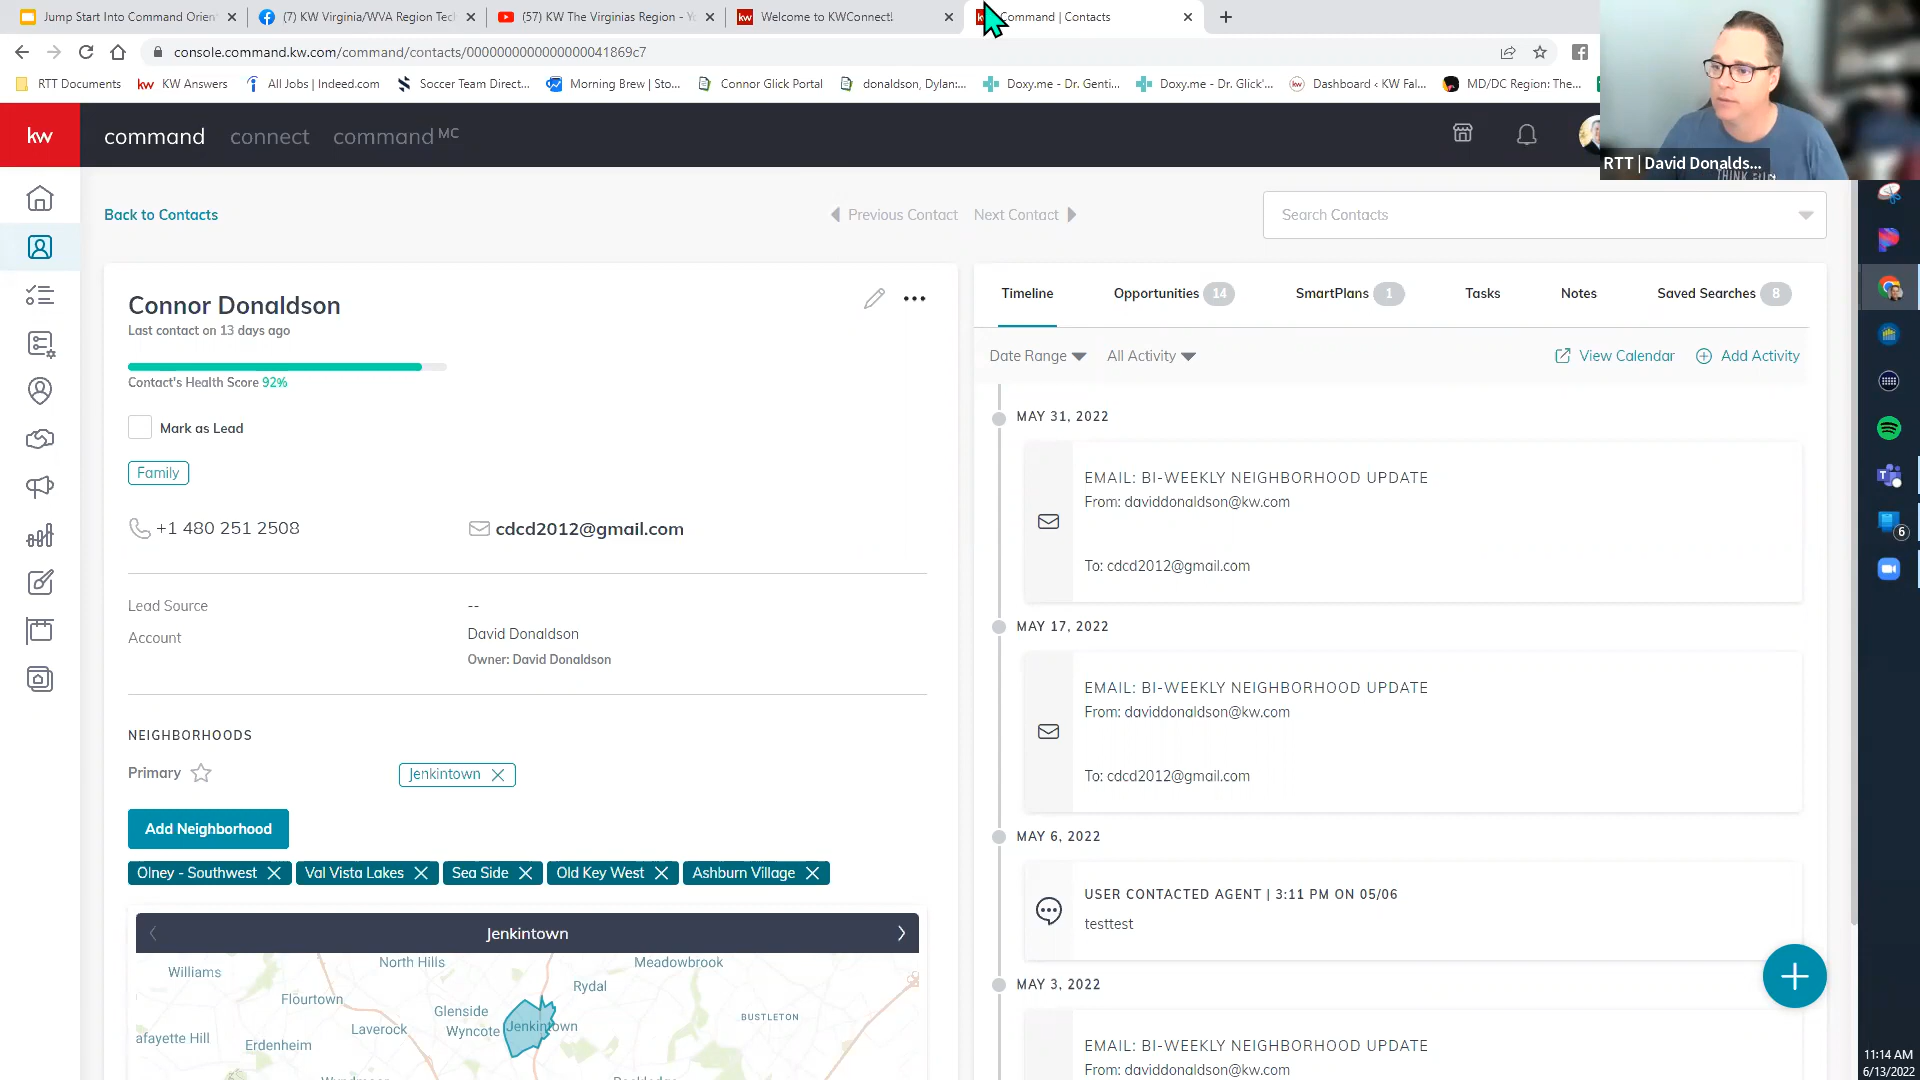 Jump Start Into Command Orien
(7) KW Virginia/WVA Region Tec
(57) KW The Virginias Region - Yo
kw Welcome to KWConnect!
Command | Contacts
console.command.kw.com/command/contacts/0000000000000000041869c7
RTT Documents
kw KW Answers
All Jobs | Indeed.com
Soccer Team Direct...
Morning Brew | Sto...
Connor Glick Portal
donaldson, Dylan:...
Doxy.me - Dr. Genti...
Doxy.me - Dr. Glick'...
Dashboard ‹ KW Fal...
MD/DC Region: The...
RTT | David Donalds...
kw
command connect command MC
Back to Contacts
Previous Contact Next Contact
Search Contacts
Connor Donaldson
Last contact on 13 days ago
Contact's Health Score 92%
Mark as Lead
Family
+1 480 251 2508
cdcd2012@gmail.com
Lead Source --
Account David Donaldson
Owner: David Donaldson
NEIGHBORHOODS
Primary
Jenkintown
Add Neighborhood
Olney - Southwest
Val Vista Lakes
Sea Side
Old Key West
Ashburn Village
Jenkintown
North Hills
Meadowbrook
Williams
Rydal
Flourtown
Glenside
BUSTLETON
Jenkintown
Laverock
Wyncote
afayette Hill
Erdenheim
Timeline
Opportunities 14
SmartPlans 1
Tasks
Notes
Saved Searches 8
Date Range
All Activity
View Calendar
Add Activity
MAY 31, 2022
EMAIL: BI-WEEKLY NEIGHBORHOOD UPDATE
From: daviddonaldson@kw.com
To: cdcd2012@gmail.com
MAY 17, 2022
EMAIL: BI-WEEKLY NEIGHBORHOOD UPDATE
From: daviddonaldson@kw.com
To: cdcd2012@gmail.com
MAY 6, 2022
USER CONTACTED AGENT | 3:11 PM ON 05/06
testtest
MAY 3, 2022
EMAIL: BI-WEEKLY NEIGHBORHOOD UPDATE
From: daviddonaldson@kw.com
6
11:14 AM
6/13/2022